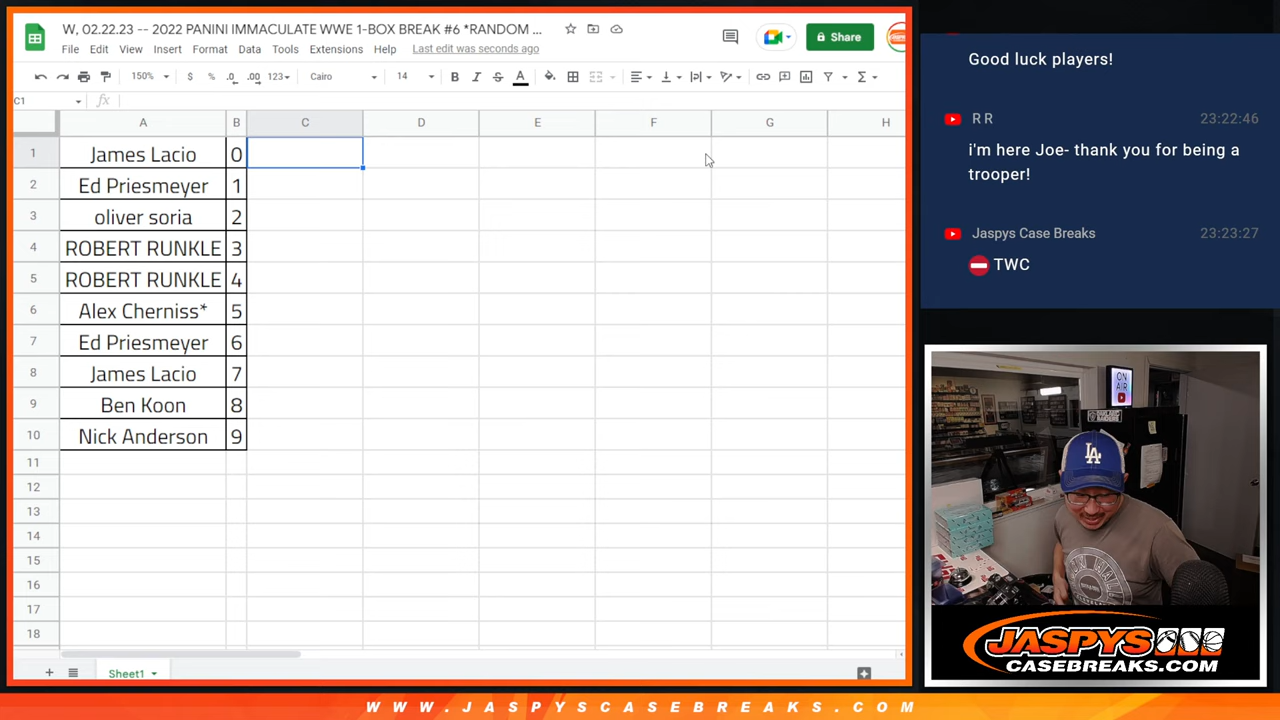 W, 02.22.23 -- 2022 PANINI IMMACULATE WWE 1-BOX BREAK #6 *RANDOM ...
File Edit View Insert Format Data Tools Extensions Help Last edit was seconds ago
Share
150% $ % .0 .00 123 Cairo 14 B I S A
C1 fx
A B C D E F G H
1 James Lacio 0
2 Ed Priesmeyer 1
3 oliver soria 2
4 ROBERT RUNKLE 3
5 ROBERT RUNKLE 4
6 Alex Cherniss* 5
7 Ed Priesmeyer 6
8 James Lacio 7
9 Ben Koon 8
10 Nick Anderson 9
11
12
13
14
15
16
17
18
Sheet1
Good luck players!
R R 23:22:46
i'm here Joe- thank you for being a
trooper!
Jaspys Case Breaks 23:23:27
TWC
ON
AIR
LA
JASPYS
CASEBREAKS.COM
WWW.JASPYSCASEBREAKS.COM